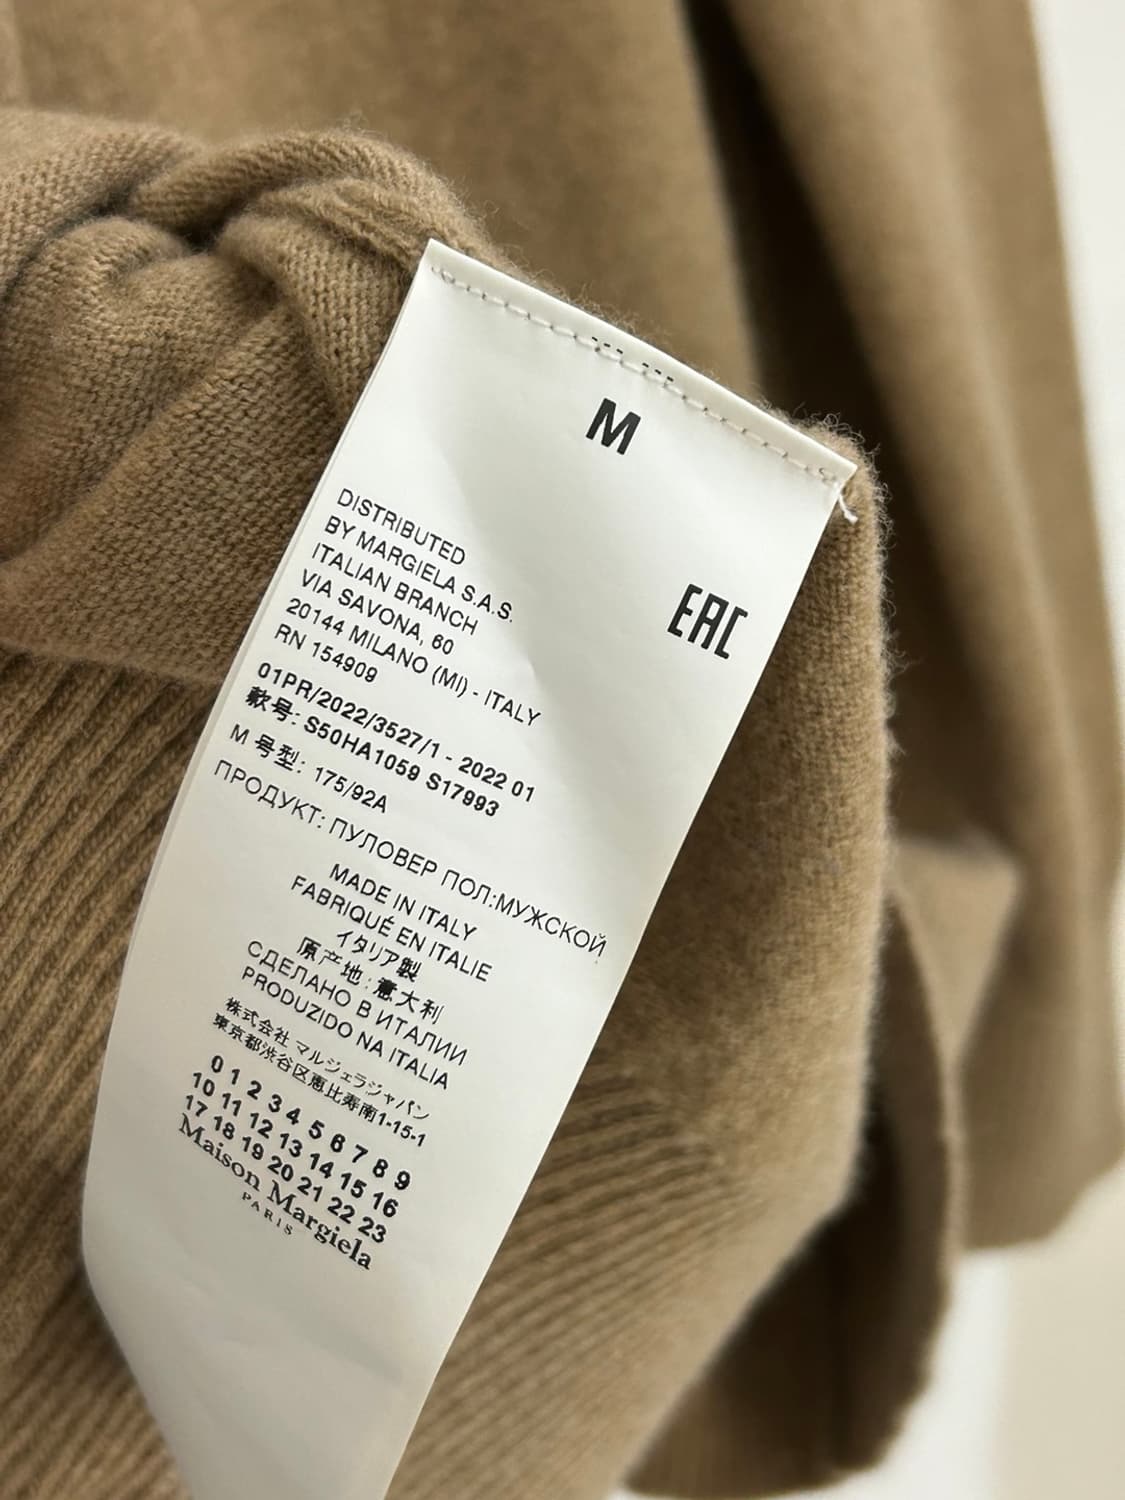 M
DISTRIBUTED
BY MARGIELA S.A.S.
ITALIAN BRANCH
VIA SAVONA, 60
20144 MILANO (MI) - ITALY
RN 154909
EAC
01PR/2022/3527/1 - 2022 01
款号: S50HA1059 S17993
M 号型: 175/92A
ПРОДУКТ: ПУЛОВЕР ПОЛ:МУЖСКОЙ
MADE IN ITALY
FABRIQUÉ EN ITALIE
イタリア製
原产地:意大利
СДЕЛАНО В ИТАЛИИ
PRODUZIDO NA ITALIA
株式会社 マルジェラジャパン
東京都渋谷区恵比寿南1-15-1
0 1 2 3 4 5 6 7 8 9
10 11 12 13 14 15 16
17 18 19 20 21 22 23
Maison Margiela
PARIS